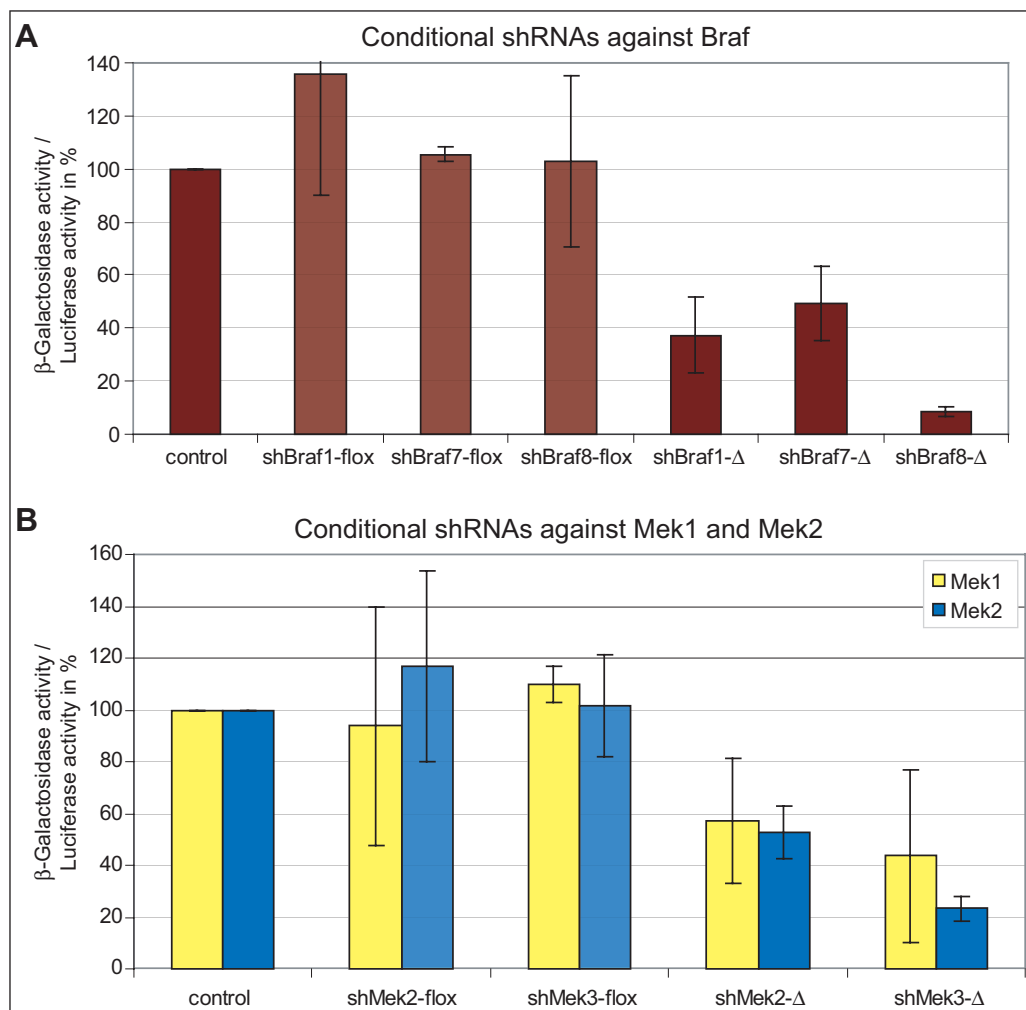 A
Conditional shRNAs against Braf
β-Galactosidase activity /
Luciferase activity in %
140
120
100
80
60
40
20
0
control shBraf1-flox shBraf7-flox shBraf8-flox shBraf1-Δ shBraf7-Δ shBraf8-Δ
B
Conditional shRNAs against Mek1 and Mek2
β-Galactosidase activity /
Luciferase activity in %
160
140
120
100
80
60
40
20
0
Mek1
Mek2
control shMek2-flox shMek3-flox shMek2-Δ shMek3-Δ